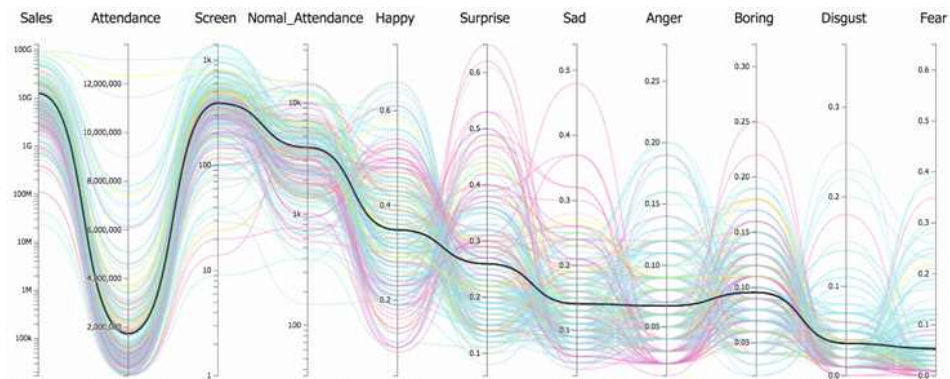 Sales Attendance Screen Nomal_Attendance Happy Surprise Sad Anger Boring Disgust Fear
100G 10G 1G 100M 10M 1M 100k
12,000,000 10,000,000 8,000,000 6,000,000 4,000,000 2,000,000
1k 100 10 1
10k 1k 100
0.6 0.4 0.2
0.6 0.5 0.4 0.3 0.2 0.1
0.5 0.4 0.3 0.2 0.1
0.25 0.20 0.15 0.10 0.05
0.30 0.25 0.20 0.15 0.10 0.05
0.3 0.2 0.1 0.0
0.6 0.5 0.4 0.3 0.2 0.1 0.0